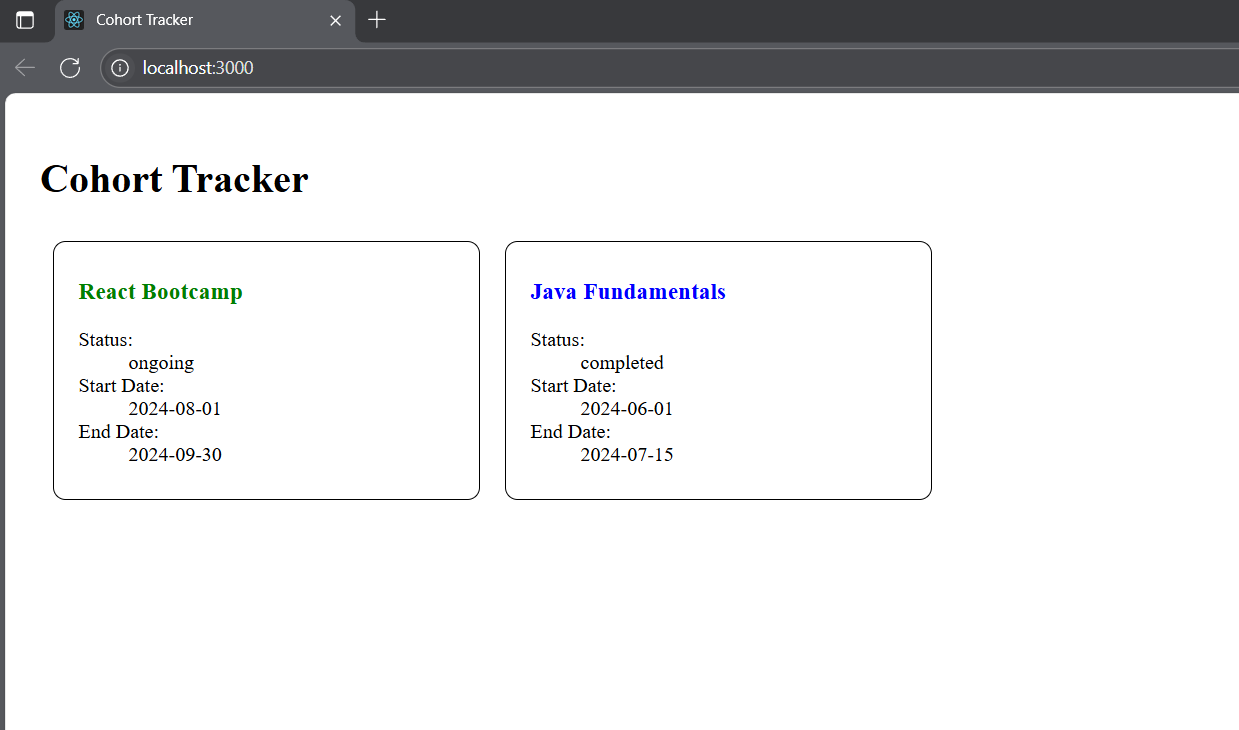 Cohort Tracker
localhost:3000
Cohort Tracker
React Bootcamp
Status:
ongoing
Start Date:
2024-08-01
End Date:
2024-09-30
Java Fundamentals
Status:
completed
Start Date:
2024-06-01
End Date:
2024-07-15